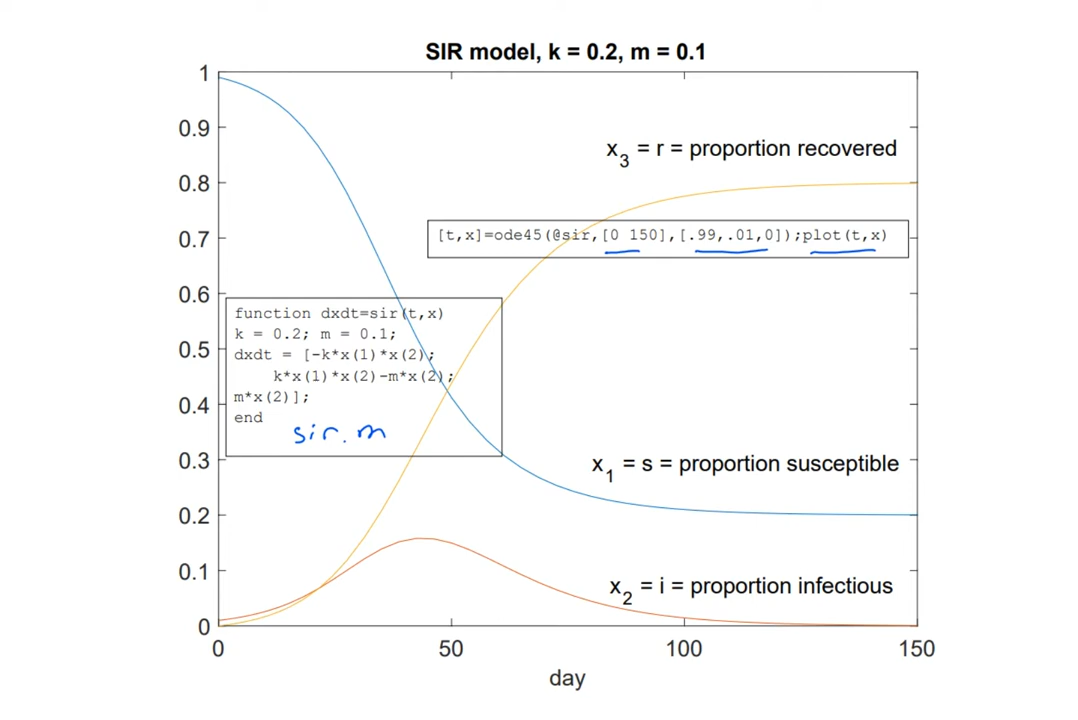 SIR model, k = 0.2, m = 0.1
1
0.9
0.8
0.7
0.6
0.5
0.4
0.3
0.2
0.1
0
x3 = r = proportion recovered
[t,x]=ode45(@sir,[0 150],[.99,.01,0]);plot(t,x)
function dxdt=sir(t,x)
k = 0.2; m = 0.1;
dxdt = [-k*x(1)*x(2);
k*x(1)*x(2)-m*x(2);
m*x(2)];
end
sir.m
x1 = s = proportion susceptible
x2 = i = proportion infectious
0 50 100 150
day